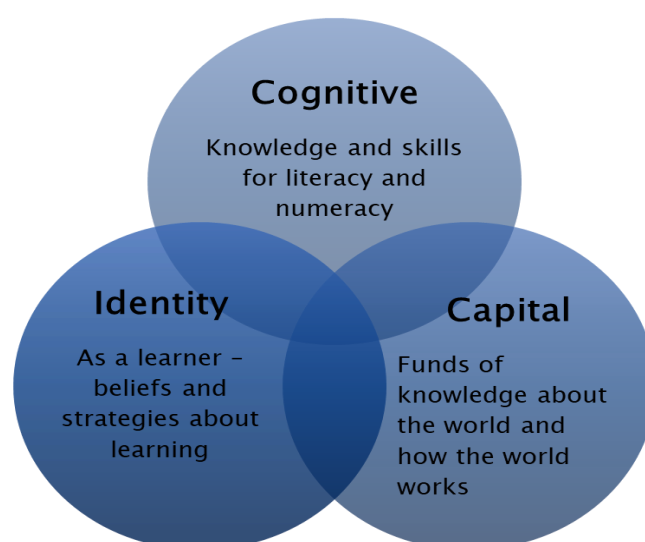 Cognitive
Knowledge and skills
for literacy and
numeracy
Identity
As a learner –
beliefs and
strategies about
learning
Capital
Funds of
knowledge about
the world and
how the world
works